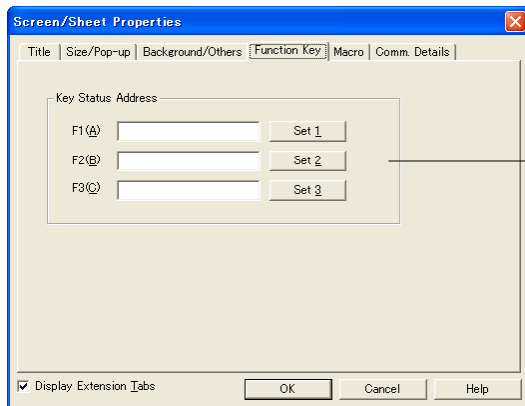 Screen/Sheet Properties
Title Size/Pop-up Background/Others Function Key Macro Comm. Details
Key Status Address
F1(A) Set 1
F2(B) Set 2
F3(C) Set 3
Display Extension Tabs OK Cancel Help